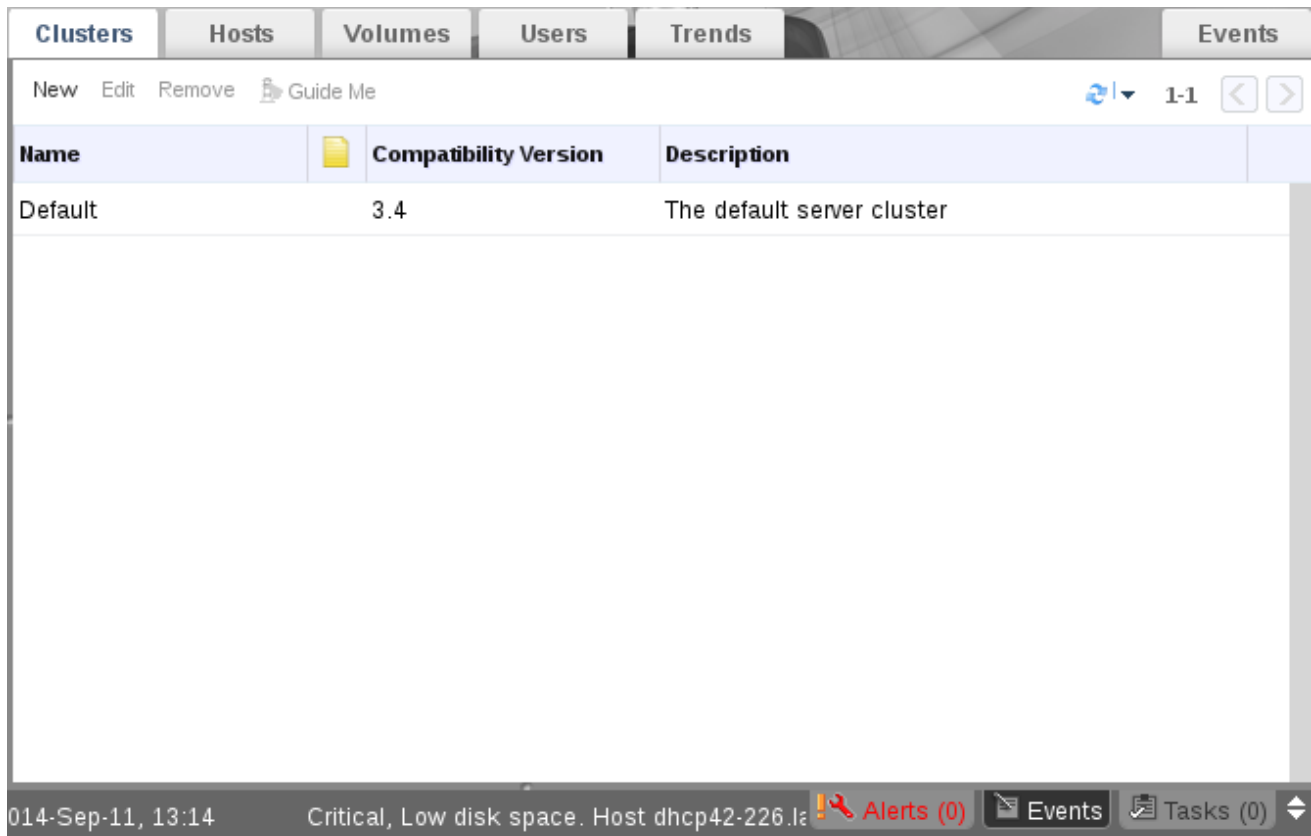 Clusters Hosts Volumes Users Trends Events
New Edit Remove Guide Me 1-1
Name Compatibility Version Description
Default 3.4 The default server cluster
014-Sep-11, 13:14 Critical, Low disk space. Host dhcp42-226.la Alerts (0) Events Tasks (0)